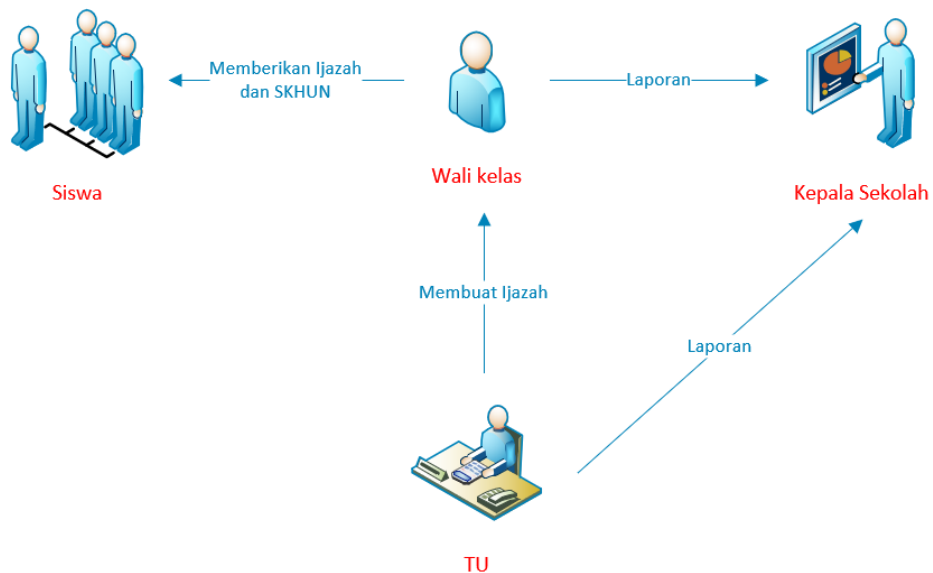 Memberikan Ijazah
dan SKHUN
Laporan
Siswa
Wali kelas
Kepala Sekolah
Membuat Ijazah
Laporan
TU